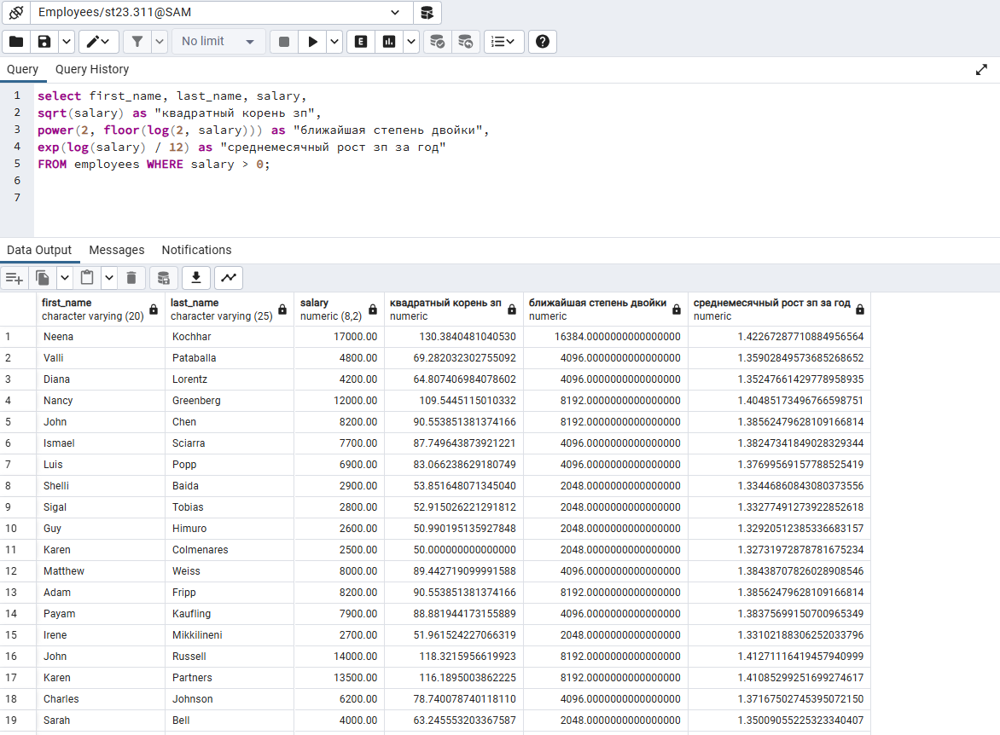 Employees/st23.311@SAM
No limit
E
Query Query History
1 select first_name, last_name, salary,
2 sqrt(salary) as "квадратный корень зп",
3 power(2, floor(log(2, salary))) as "ближайшая степень двойки",
4 exp(log(salary) / 12) as "среднемесячный рост зп за год"
5 FROM employees WHERE salary > 0;
6
7
Data Output Messages Notifications
first_name last_name salary квадратный корень зп ближайшая степень двойки среднемесячный рост зп за год
character varying (20) character varying (25) numeric (8,2) numeric numeric numeric
1 Neena Kochhar 17000.00 130.3840481040530 16384.0000000000000000 1.42267287710884956564
2 Valli Pataballa 4800.00 69.282032302755092 4096.0000000000000000 1.35902849573685268652
3 Diana Lorentz 4200.00 64.807406984078602 4096.0000000000000000 1.35247661429778958935
4 Nancy Greenberg 12000.00 109.5445115010332 8192.0000000000000000 1.40485173496766598751
5 John Chen 8200.00 90.553851381374166 8192.0000000000000000 1.38562479628109166814
6 Ismael Sciarra 7700.00 87.749643873921221 4096.0000000000000000 1.38247341849028329344
7 Luis Popp 6900.00 83.066238629180749 4096.0000000000000000 1.37699569157788525419
8 Shelli Baida 2900.00 53.851648071345040 2048.0000000000000000 1.33446860843080373556
9 Sigal Tobias 2800.00 52.915026221291812 2048.0000000000000000 1.33277491273922852618
10 Guy Himuro 2600.00 50.990195135927848 2048.0000000000000000 1.32920512385336683157
11 Karen Colmenares 2500.00 50.000000000000000 2048.0000000000000000 1.32731972878781675234
12 Matthew Weiss 8000.00 89.442719099991588 4096.0000000000000000 1.38438707826028908546
13 Adam Fripp 8200.00 90.553851381374166 8192.0000000000000000 1.38562479628109166814
14 Payam Kaufling 7900.00 88.881944173155889 4096.0000000000000000 1.38375699150700965349
15 Irene Mikkilineni 2700.00 51.961524227066319 2048.0000000000000000 1.33102188306252033796
16 John Russell 14000.00 118.3215956619923 8192.0000000000000000 1.41271116419457940999
17 Karen Partners 13500.00 116.1895003862225 8192.0000000000000000 1.41085299251699274617
18 Charles Johnson 6200.00 78.740078740118110 4096.0000000000000000 1.37167502745395072150
19 Sarah Bell 4000.00 63.245553203367587 2048.0000000000000000 1.35009055225323340407